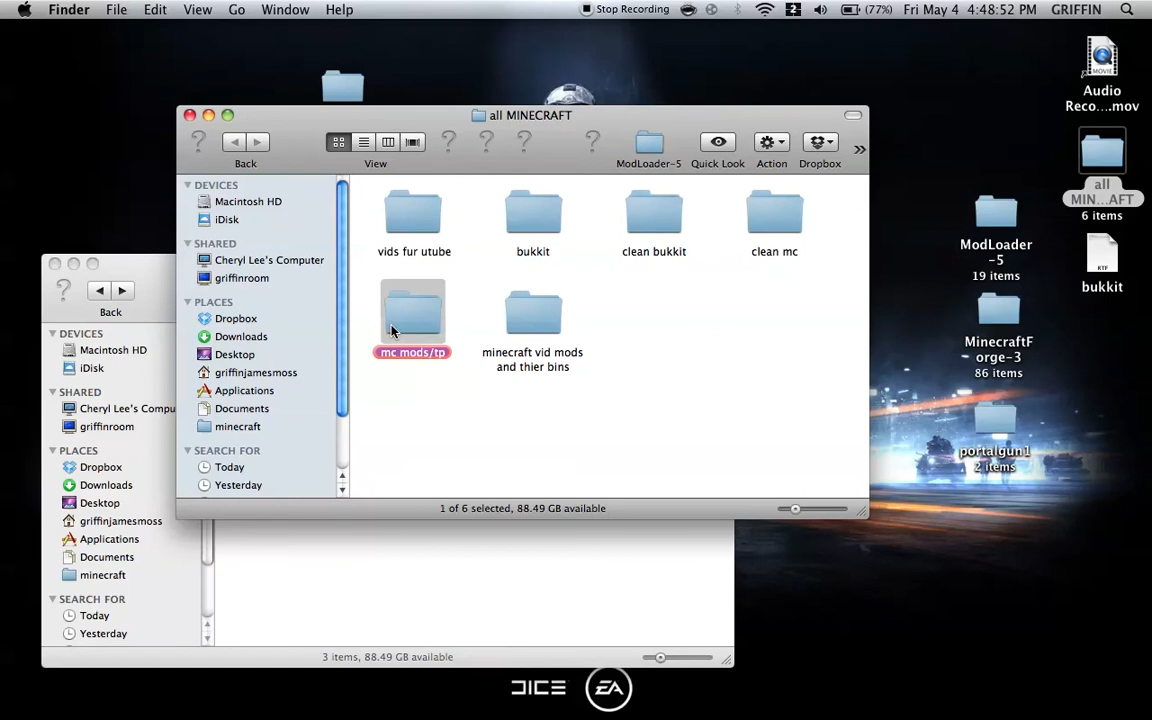 Finder File Edit View Go Window Help Stop Recording 2 (77%) Fri May 4 4:48:52 PM GRIFFIN
Audio
Reco....mov
all
MIN...AFT
6 items
ModLoader
-5
19 items
bukkit
MinecraftF
orge-3
86 items
portalgun1
2 items
all MINECRAFT
Back
View
ModLoader-5
Quick Look
Action
Dropbox
DEVICES
Macintosh HD
iDisk
SHARED
Cheryl Lee's Computer
griffinroom
PLACES
Dropbox
Downloads
Desktop
griffinjamesmoss
Applications
Documents
minecraft
SEARCH FOR
Today
Yesterday
vids fur utube
bukkit
clean bukkit
clean mc
mc mods/tp
minecraft vid mods
and thier bins
1 of 6 selected, 88.49 GB available
Back
DEVICES
Macintosh HD
iDisk
SHARED
Cheryl Lee's Compu
griffinroom
PLACES
Dropbox
Downloads
Desktop
griffinjamesmoss
Applications
Documents
minecraft
SEARCH FOR
Today
Yesterday
3 items, 88.49 GB available
DICE EA